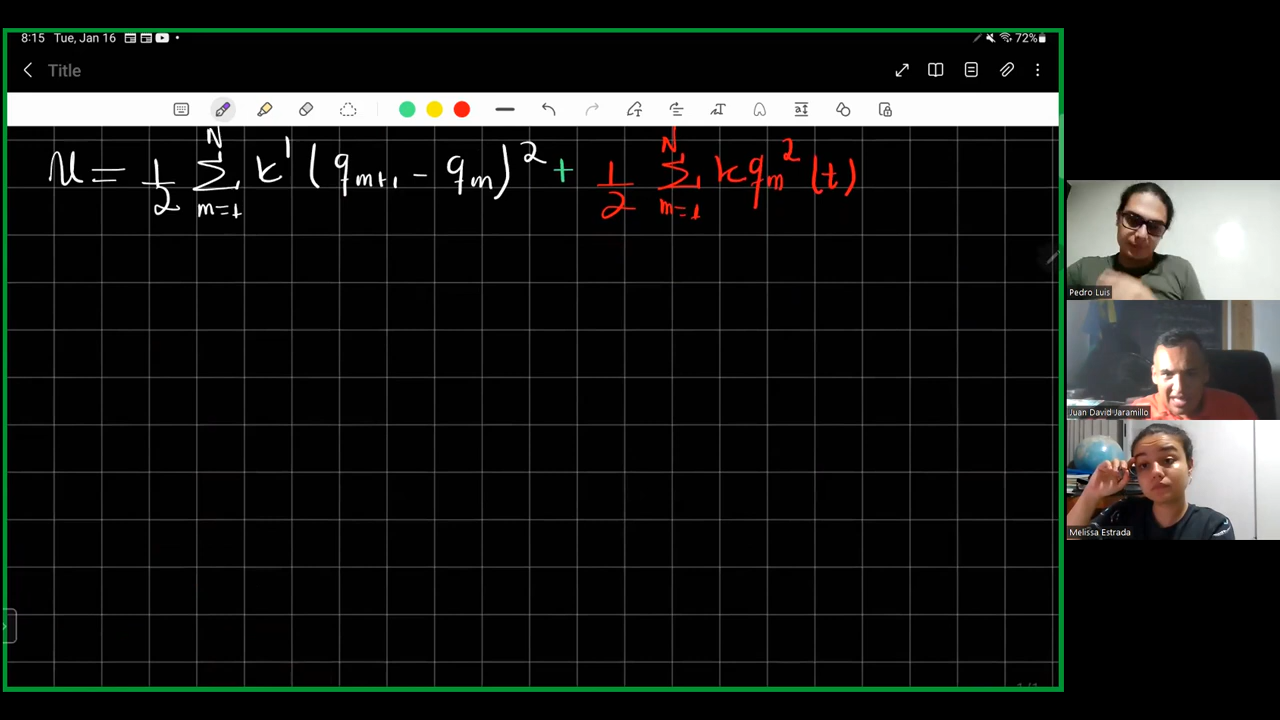 8:15 Tue, Jan 16 72%
Title
U = 1/2 Σ_{m=1}^{N} k' (q_{m+1} - q_m)^2 + 1/2 Σ_{m=1}^{N} k q_m^2 (t)
Pedro Luis
Juan David Jaramillo
Melissa Estrada